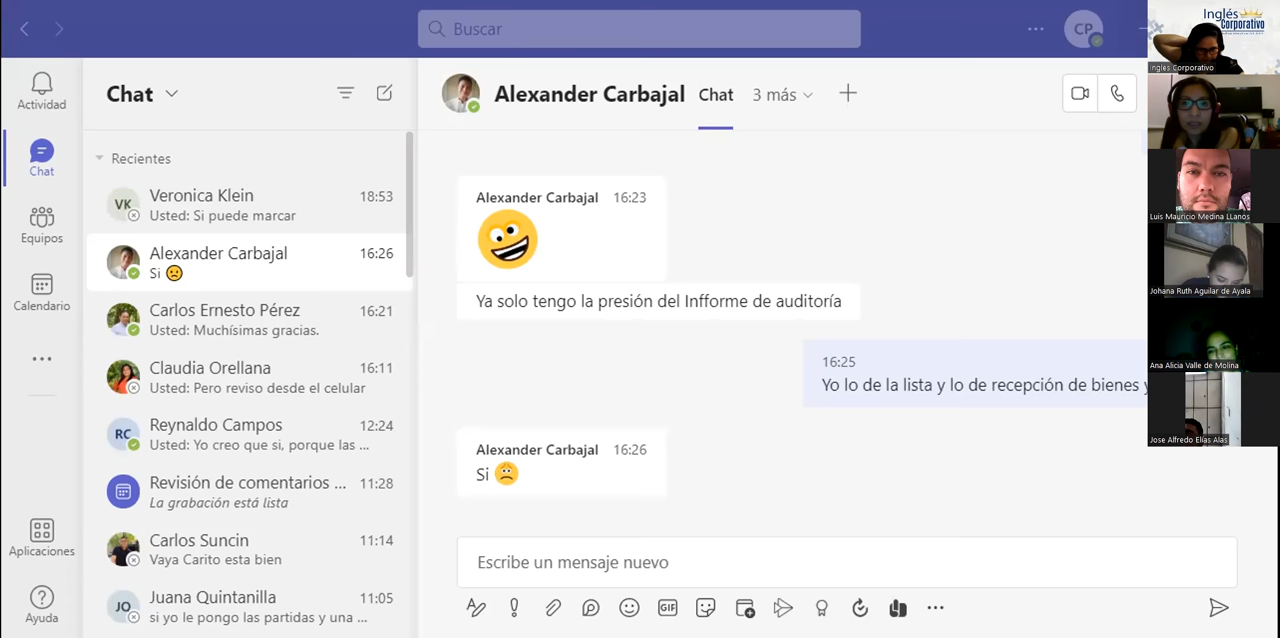 Buscar
CP
Inglés
Corporativo
Ingles Corporativo
Actividad
Chat
Equipos
Calendario
Aplicaciones
Ayuda
Chat
Recientes
VK
Veronica Klein 18:53
Usted: Si puede marcar
Alexander Carbajal 16:26
Si
Carlos Ernesto Pérez 16:21
Usted: Muchísimas gracias.
Claudia Orellana 16:11
Usted: Pero reviso desde el celular
RC
Reynaldo Campos 12:24
Usted: Yo creo que si, porque las ...
Revisión de comentarios ... 11:28
La grabación está lista
Carlos Suncin 11:14
Vaya Carito esta bien
JO
Juana Quintanilla 11:05
si yo le pongo las partidas y una ...
Alexander Carbajal Chat 3 más
Alexander Carbajal 16:23
Ya solo tengo la presión del Infforme de auditoría
16:25
Yo lo de la lista y lo de recepción de bienes y
Alexander Carbajal 16:26
Si
Escribe un mensaje nuevo
GIF
Luis Mauricio Medina LLanos
Johana Ruth Aguilar de Ayala
Ana Alicia Valle de Molina
Jose Alfredo Elías Alas